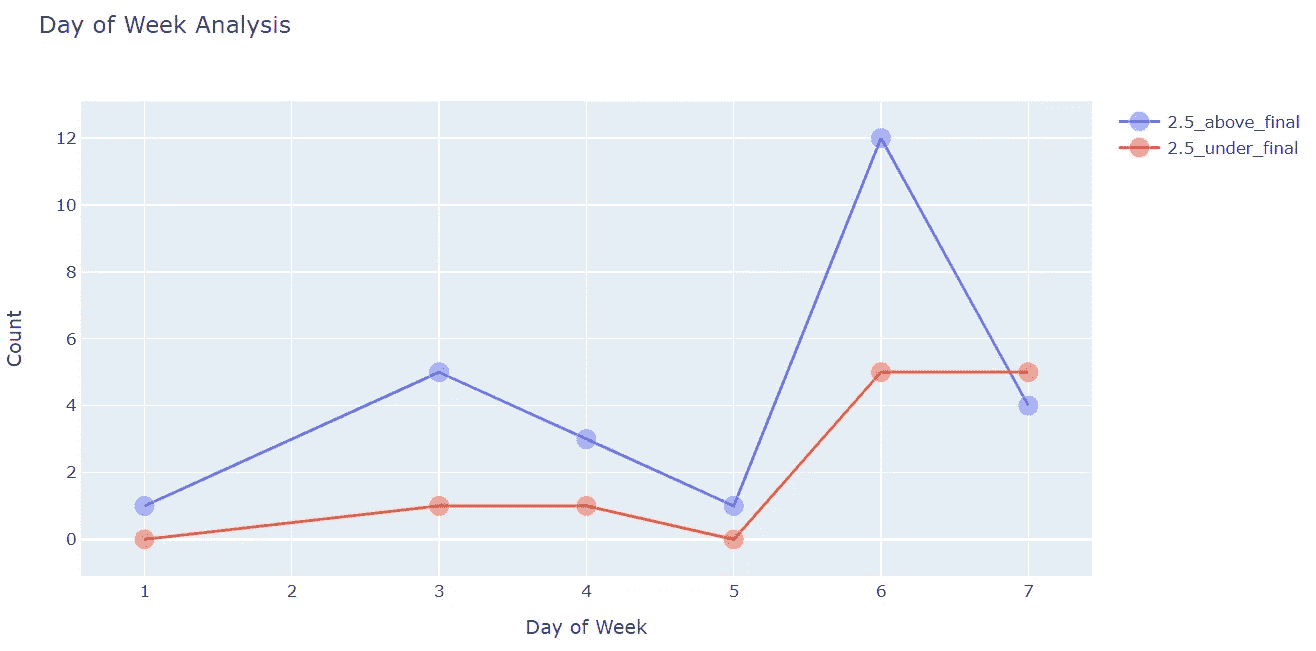 Day of Week Analysis
2.5_above_final
2.5_under_final
12
10
8
6
4
2
0
Count
1 2 3 4 5 6 7
Day of Week